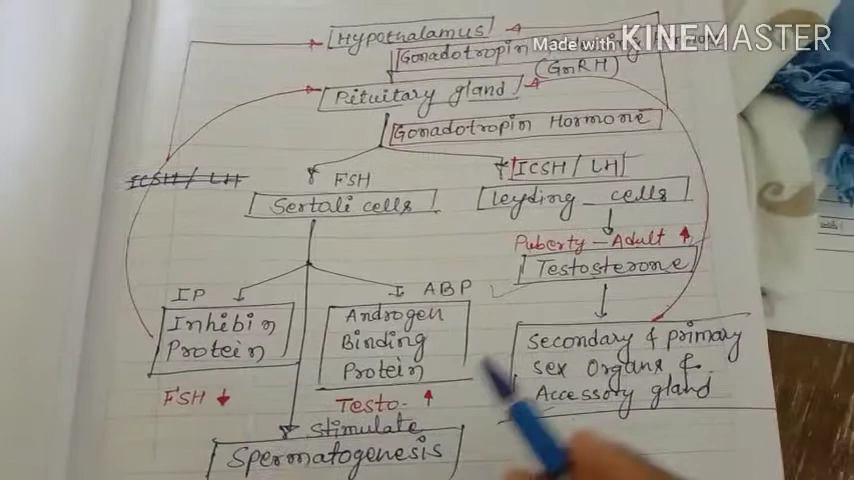 Hypothalamus
Made with KINEMASTER
Gonadotropin
(GnRH)
Pituitary gland
Gonadotropin Hormone
ICSH / LH
FSH
ICSH / LH
Sertali cells
Leyding cells
Puberty - Adult
Testosterone
IP
ABP
Inhibin
Protein
Androgen
Binding
Protein
Secondary & primary
sex organs &
Accessory gland
FSH ↓
Testo- ↑
Stimulate
Spermatogenesis